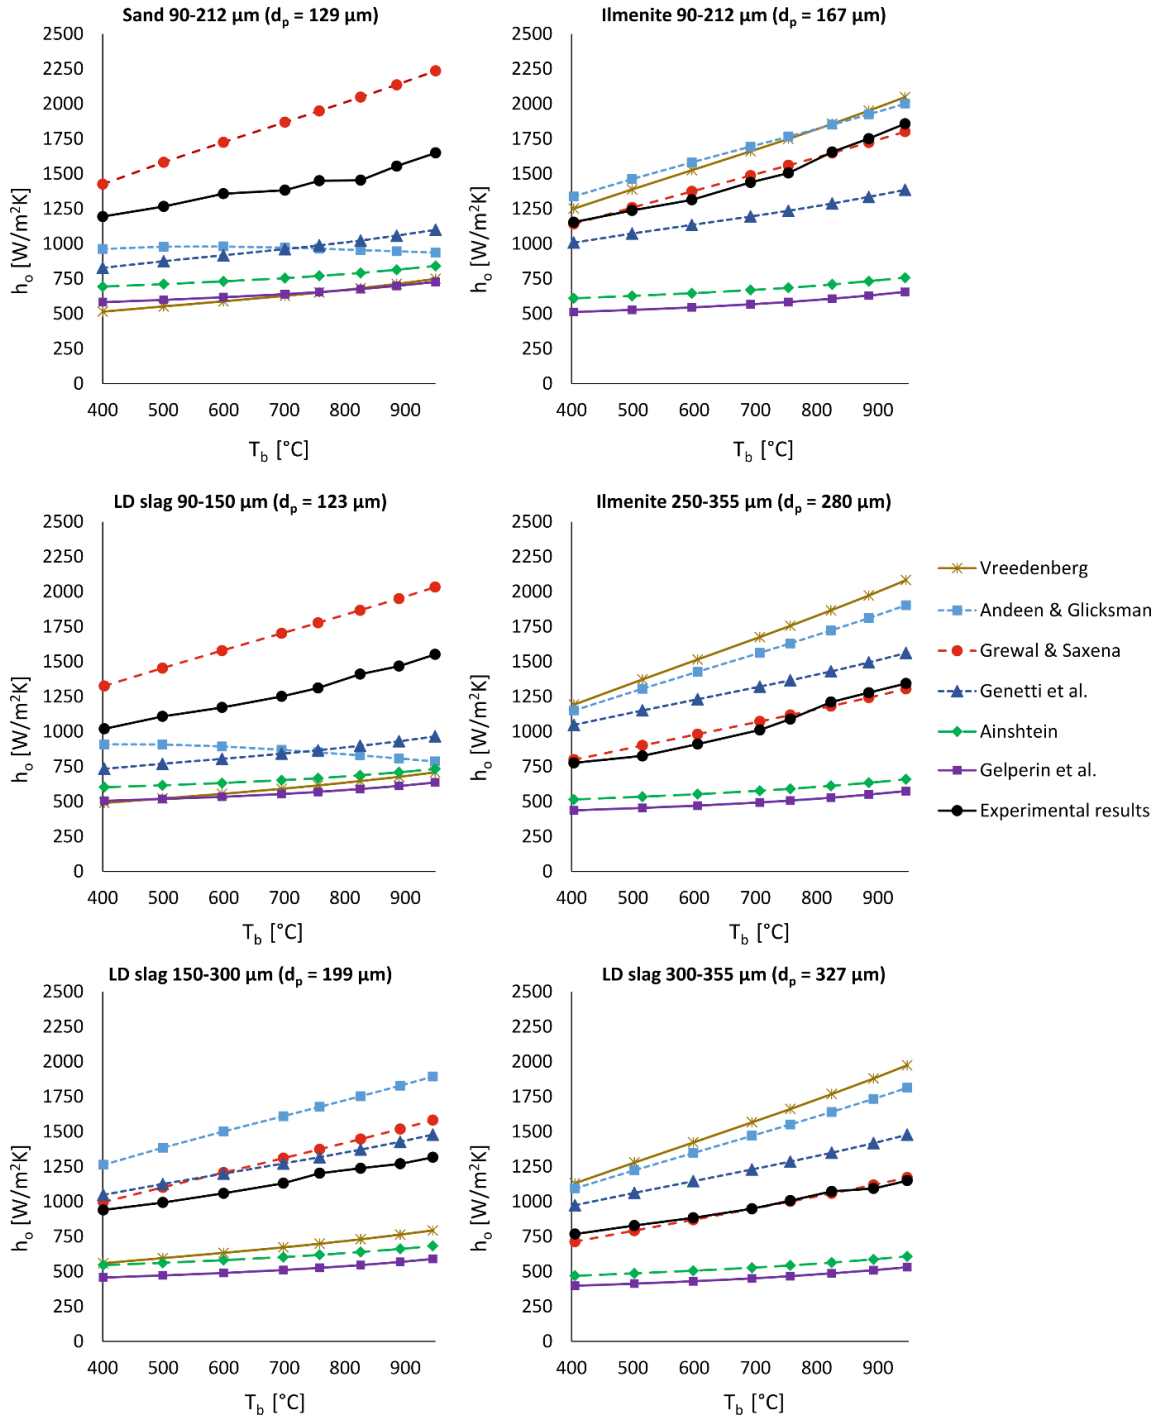 Sand 90-212 µm (dₚ = 129 µm)
2500
2250
2000
1750
1500
1250
1000
750
500
250
0
hₒ [W/m²K]
400 500 600 700 800 900
T_b [°C]
Ilmenite 90-212 µm (dₚ = 167 µm)
2500
2250
2000
1750
1500
1250
1000
750
500
250
0
hₒ [W/m²K]
400 500 600 700 800 900
T_b [°C]
LD slag 90-150 µm (dₚ = 123 µm)
2500
2250
2000
1750
1500
1250
1000
750
500
250
0
hₒ [W/m²K]
400 500 600 700 800 900
T_b [°C]
Ilmenite 250-355 µm (dₚ = 280 µm)
2500
2250
2000
1750
1500
1250
1000
750
500
250
0
hₒ [W/m²K]
400 500 600 700 800 900
T_b [°C]
Vreedenberg
Andeen & Glicksman
Grewal & Saxena
Genetti et al.
Ainshtein
Gelperin et al.
Experimental results
LD slag 150-300 µm (dₚ = 199 µm)
2500
2250
2000
1750
1500
1250
1000
750
500
250
0
hₒ [W/m²K]
400 500 600 700 800 900
T_b [°C]
LD slag 300-355 µm (dₚ = 327 µm)
2500
2250
2000
1750
1500
1250
1000
750
500
250
0
hₒ [W/m²K]
400 500 600 700 800 900
T_b [°C]